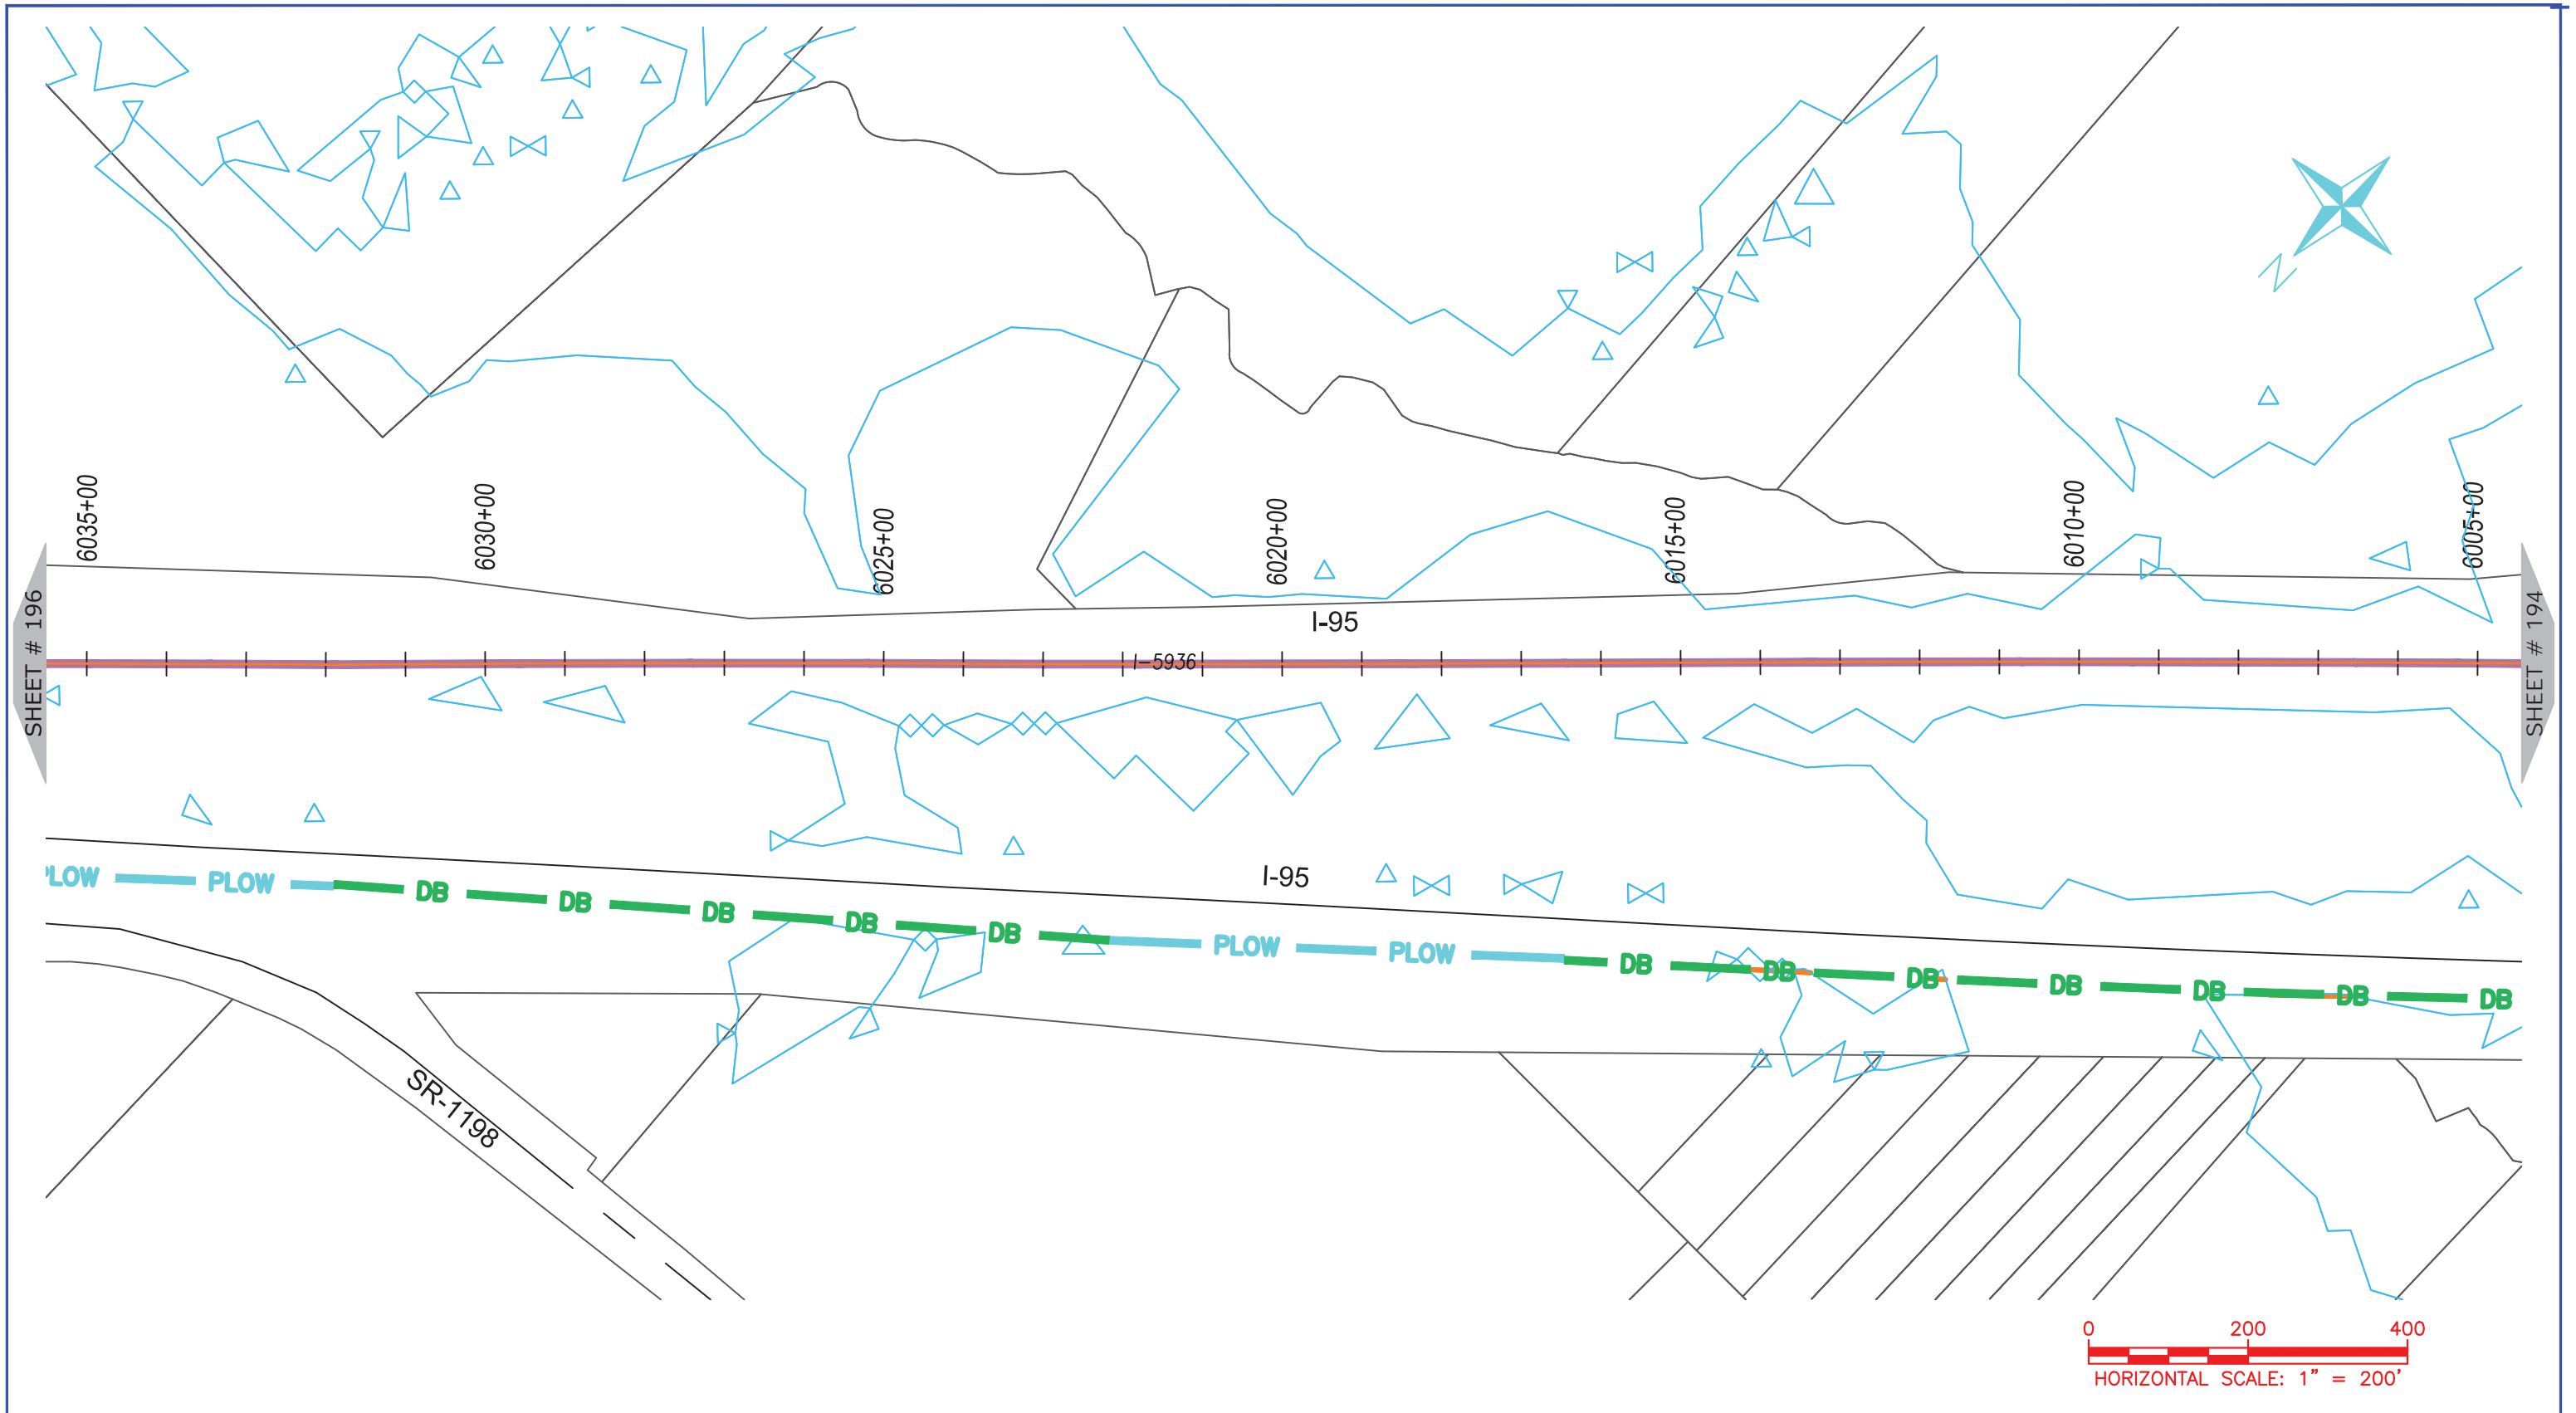 6035+00
6030+00
6025+00
6020+00
6015+00
6010+00
6005+00
SHEET # 196
SHEET # 194
I-95
I-5936
I-95
PLOW PLOW DB DB DB DB DB PLOW PLOW DB DB DB DB DB DB DB
SR-1198
N
0 200 400
HORIZONTAL SCALE: 1" = 200'